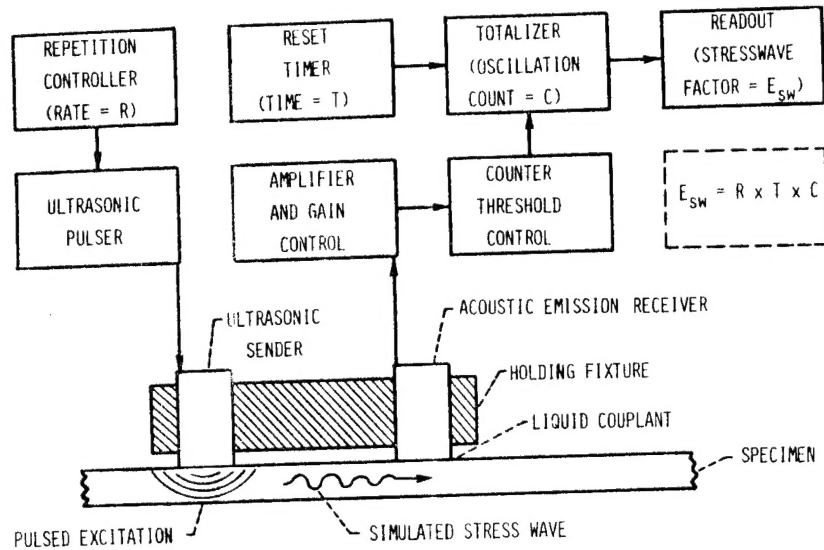 REPETITION
CONTROLLER
(RATE = R)
RESET
TIMER
(TIME = T)
TOTALIZER
(OSCILLATION
COUNT = C)
READOUT
(STRESSWAVE
FACTOR = E_SW)
ULTRASONIC
PULSER
AMPLIFIER
AND GAIN
CONTROL
COUNTER
THRESHOLD
CONTROL
E_SW = R x T x C
ULTRASONIC
SENDER
ACOUSTIC EMISSION RECEIVER
HOLDING FIXTURE
LIQUID COUPLANT
SPECIMEN
PULSED EXCITATION
SIMULATED STRESS WAVE